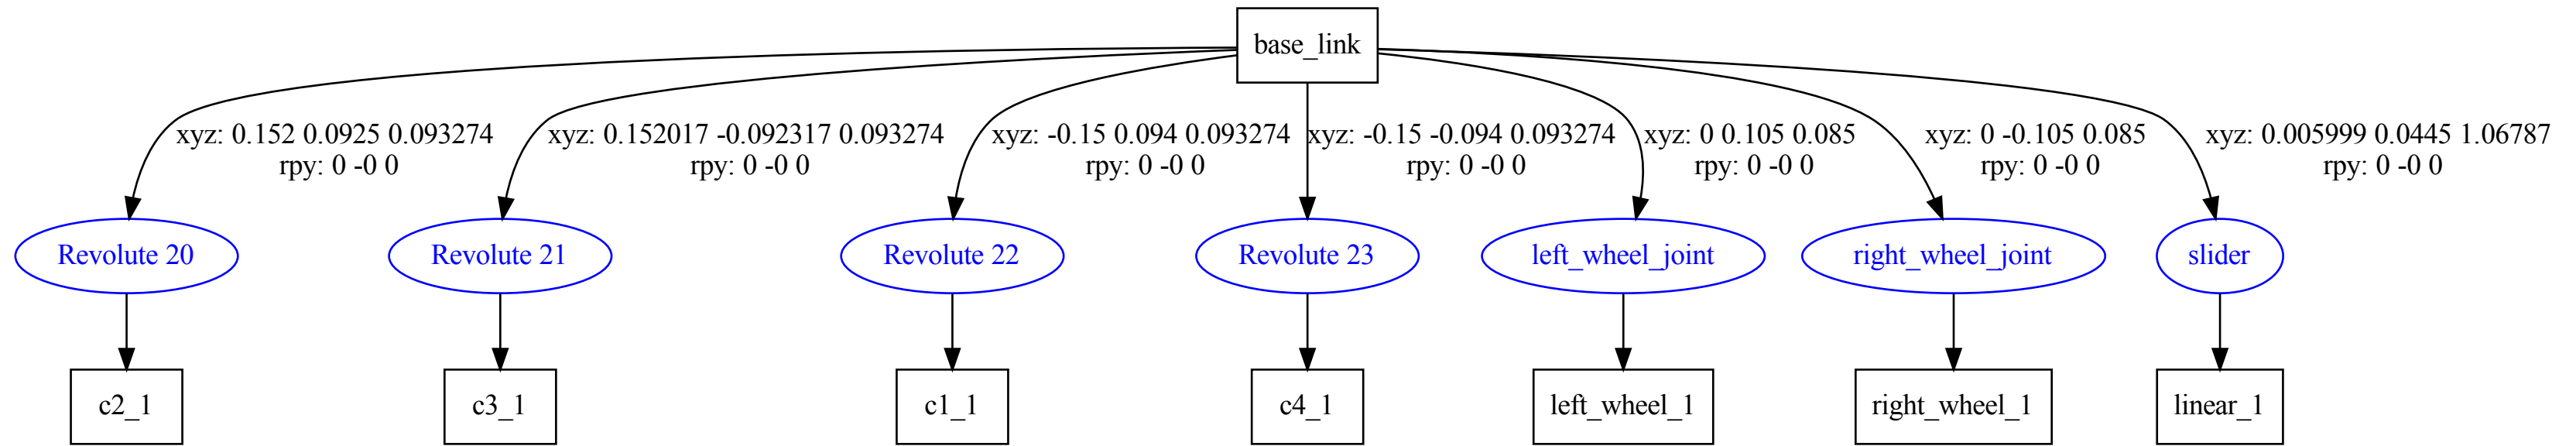 base_link
xyz: 0.152 0.0925 0.093274
rpy: 0 -0 0
xyz: 0.152017 -0.092317 0.093274
rpy: 0 -0 0
xyz: -0.15 0.094 0.093274
rpy: 0 -0 0
xyz: -0.15 -0.094 0.093274
rpy: 0 -0 0
xyz: 0 0.105 0.085
rpy: 0 -0 0
xyz: 0 -0.105 0.085
rpy: 0 -0 0
xyz: 0.005999 0.0445 1.06787
rpy: 0 -0 0
Revolute 20
Revolute 21
Revolute 22
Revolute 23
left_wheel_joint
right_wheel_joint
slider
c2_1
c3_1
c1_1
c4_1
left_wheel_1
right_wheel_1
linear_1